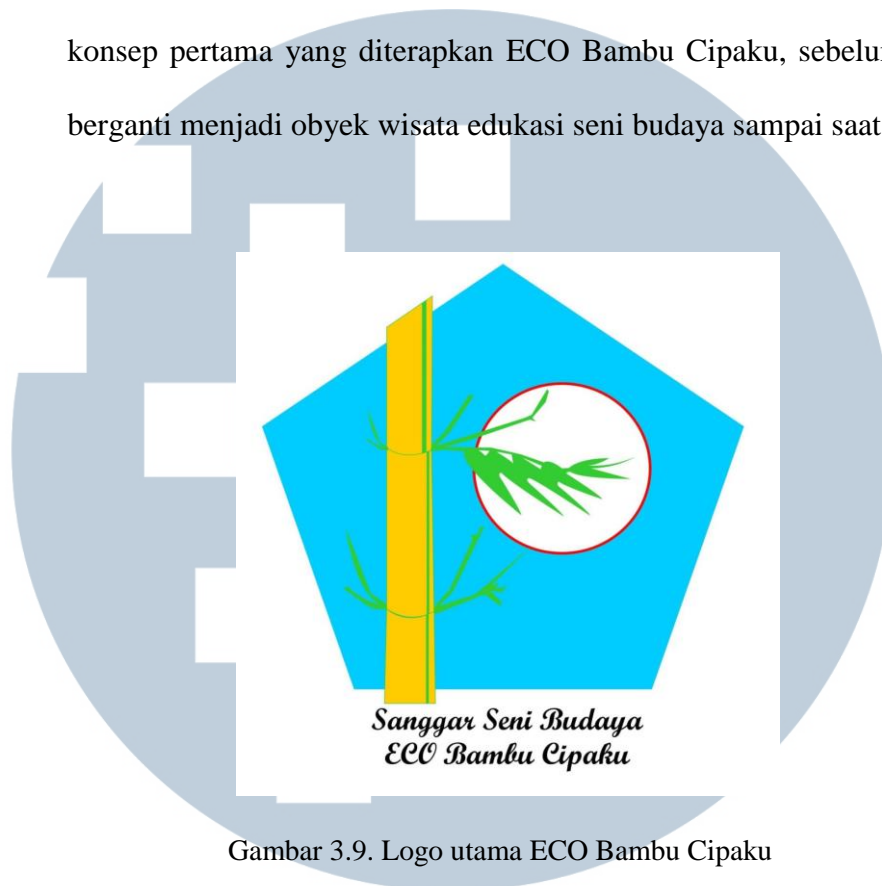 konsep pertama yang diterapkan ECO Bambu Cipaku,
berganti menjadi obyek wisata edukasi seni budaya sampai saat
Sanggar Seni Budaya
ECO Bambu Cipaku
Gambar 3.9. Logo utama ECO Bambu Cipaku